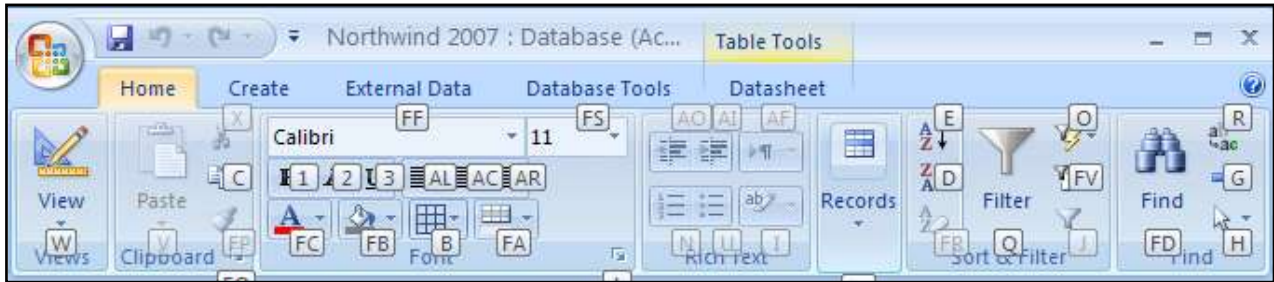 Northwind 2007 : Database (Ac... Table Tools
Home Create External Data Database Tools Datasheet
X FF FS AO AI AF E O R
Calibri 11
C 1 2 3 AL AC AR D FV G
View Paste Records Filter Find
W V FP FC FB B FA N U I FR Q J FD H
Views Clipboard Font Rich Text Sort & Filter Find